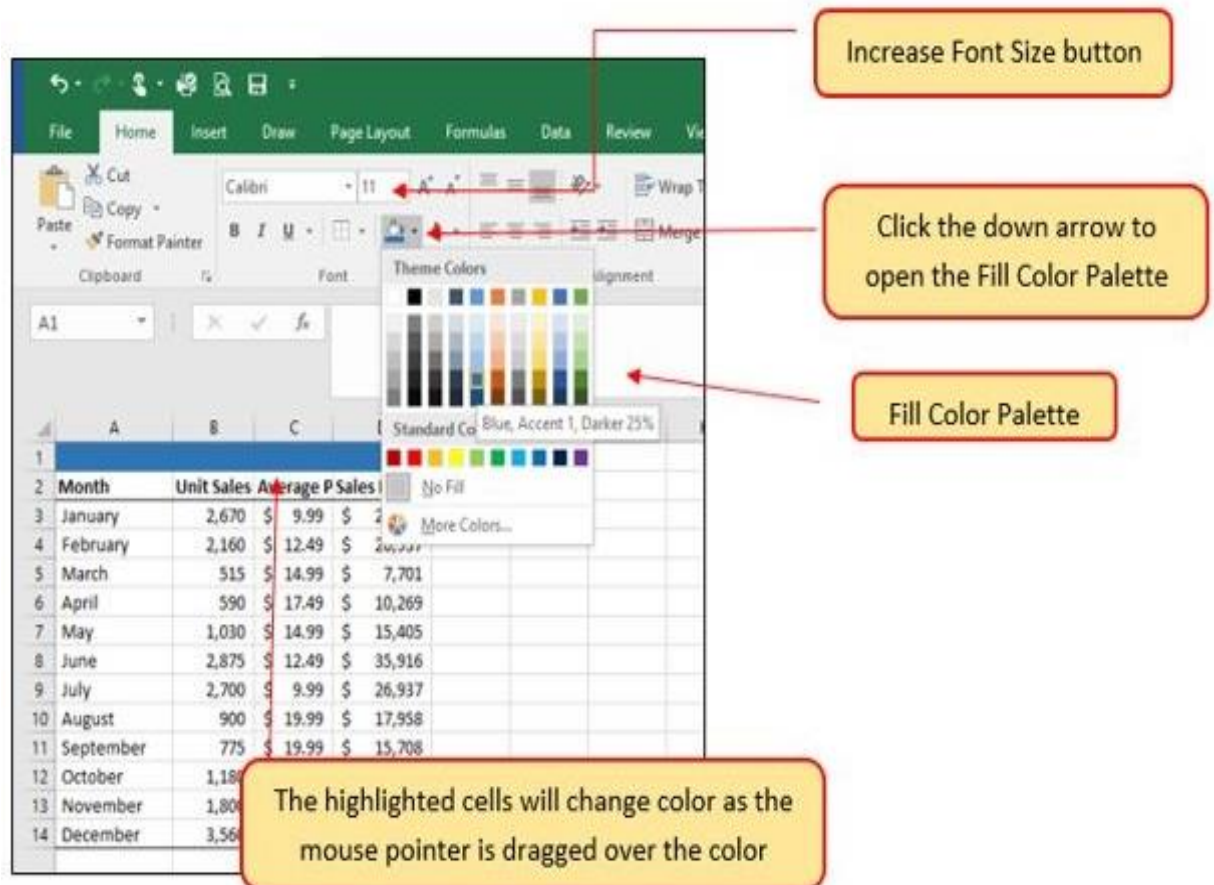 Increase Font Size button
File Home Insert Draw Page Layout Formulas Data Review
Cut
Calibri 11
Copy
Wrap
Paste
Format Painter
B I U
Merge
Click the down arrow to
open the Fill Color Palette
Clipboard
Font
Alignment
Theme Colors
A1
fx
Fill Color Palette
Blue, Accent 1, Darker 25%
A B C
1
2 Month Unit Sales Average P Sales
No Fill
3 January 2,670 $ 9.99 $
More Colors...
4 February 2,160 $ 12.49 $
5 March 515 $ 14.99 $ 7,701
6 April 590 $ 17.49 $ 10,269
7 May 1,030 $ 14.99 $ 15,405
8 June 2,875 $ 12.49 $ 35,916
9 July 2,700 $ 9.99 $ 26,937
10 August 900 $ 19.99 $ 17,958
11 September 775 $ 19.99 $ 15,708
12 October
13 November
14 December
The highlighted cells will change color as the
mouse pointer is dragged over the color